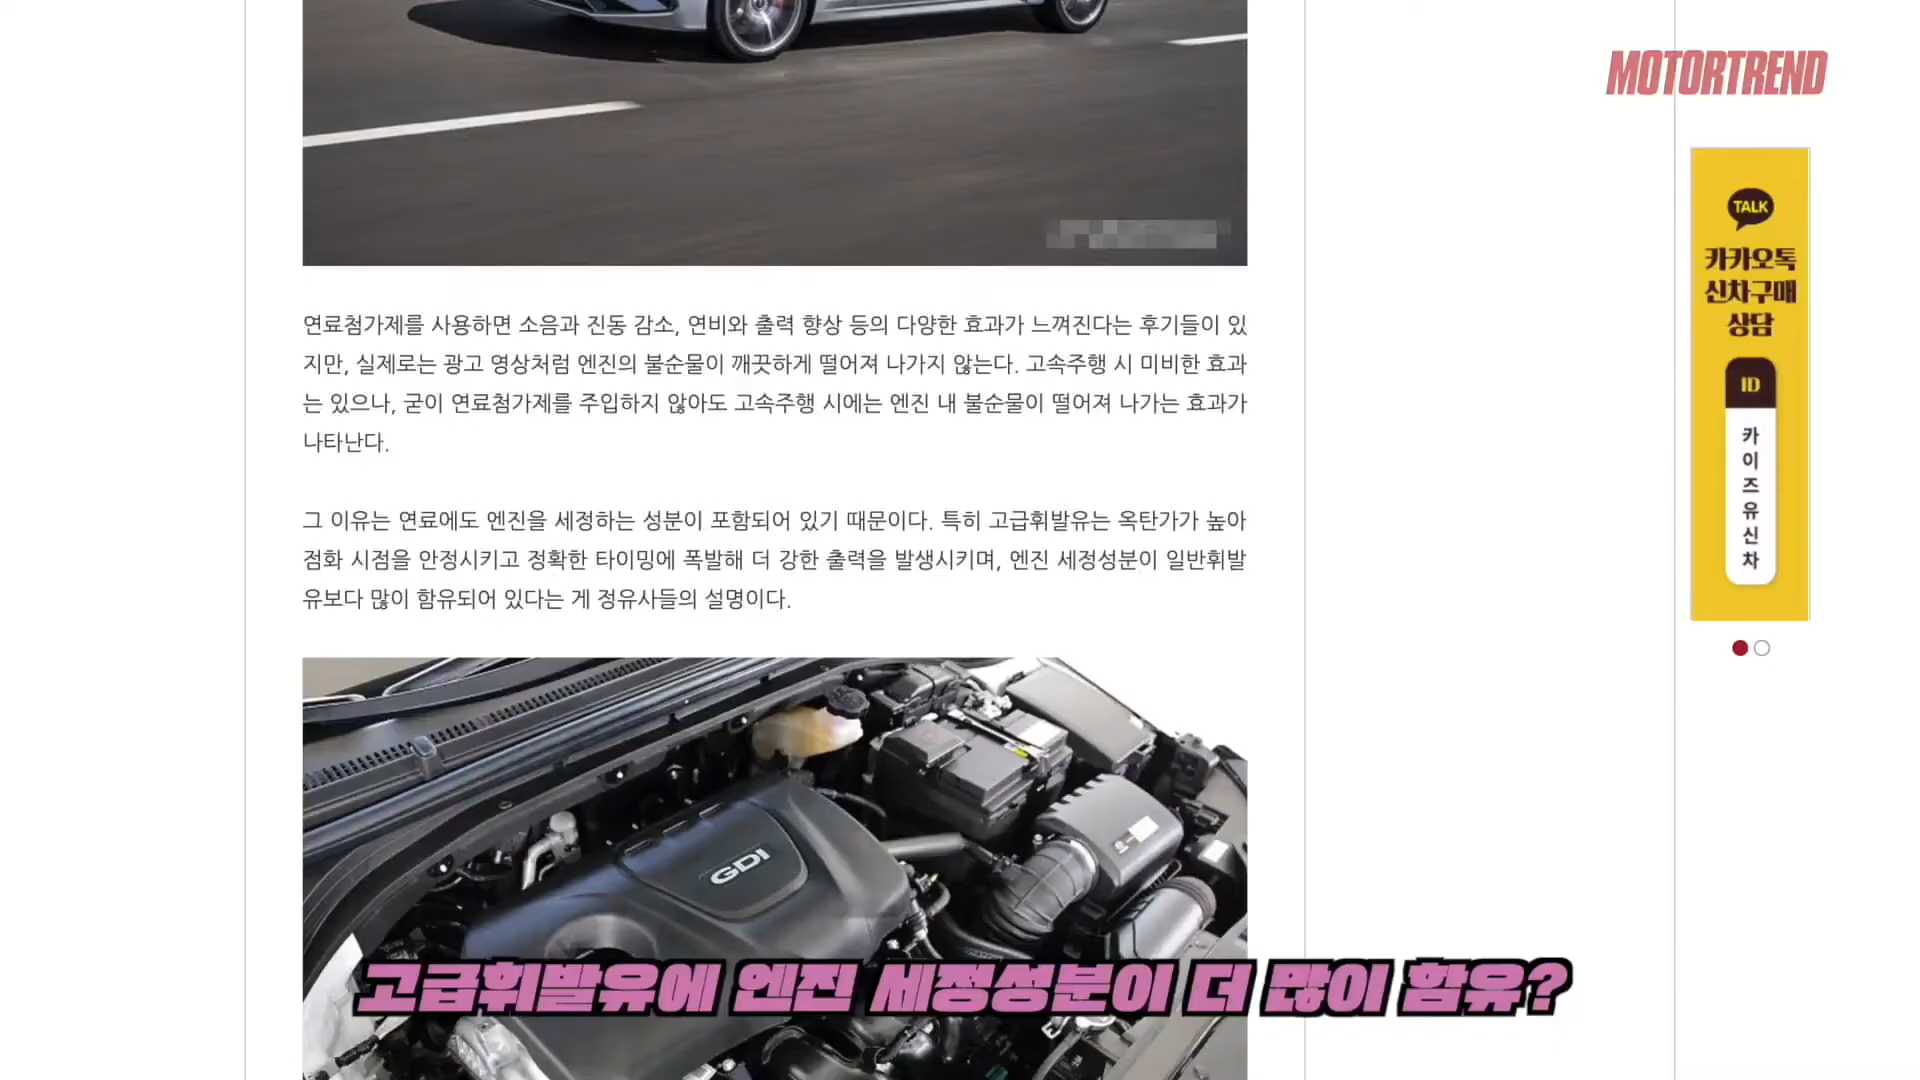 MOTORTREND
TALK
카카오톡
신차구매
상담
ID
카이즈유신차
연료첨가제를 사용하면 소음과 진동 감소, 연비와 출력 향상 등의 다양한 효과가 느껴진다는 후기들이 있
지만, 실제로는 광고 영상처럼 엔진의 불순물이 깨끗하게 떨어져 나가지 않는다. 고속주행 시 미비한 효과
는 있으나, 굳이 연료첨가제를 주입하지 않아도 고속주행 시에는 엔진 내 불순물이 떨어져 나가는 효과가
나타난다.
그 이유는 연료에도 엔진을 세정하는 성분이 포함되어 있기 때문이다. 특히 고급휘발유는 옥탄가가 높아
점화 시점을 안정시키고 정확한 타이밍에 폭발해 더 강한 출력을 발생시키며, 엔진 세정성분이 일반휘발
유보다 많이 함유되어 있다는 게 정유사들의 설명이다.
GDI
고급휘발유에 엔진 세정성분이 더 많이 함유?